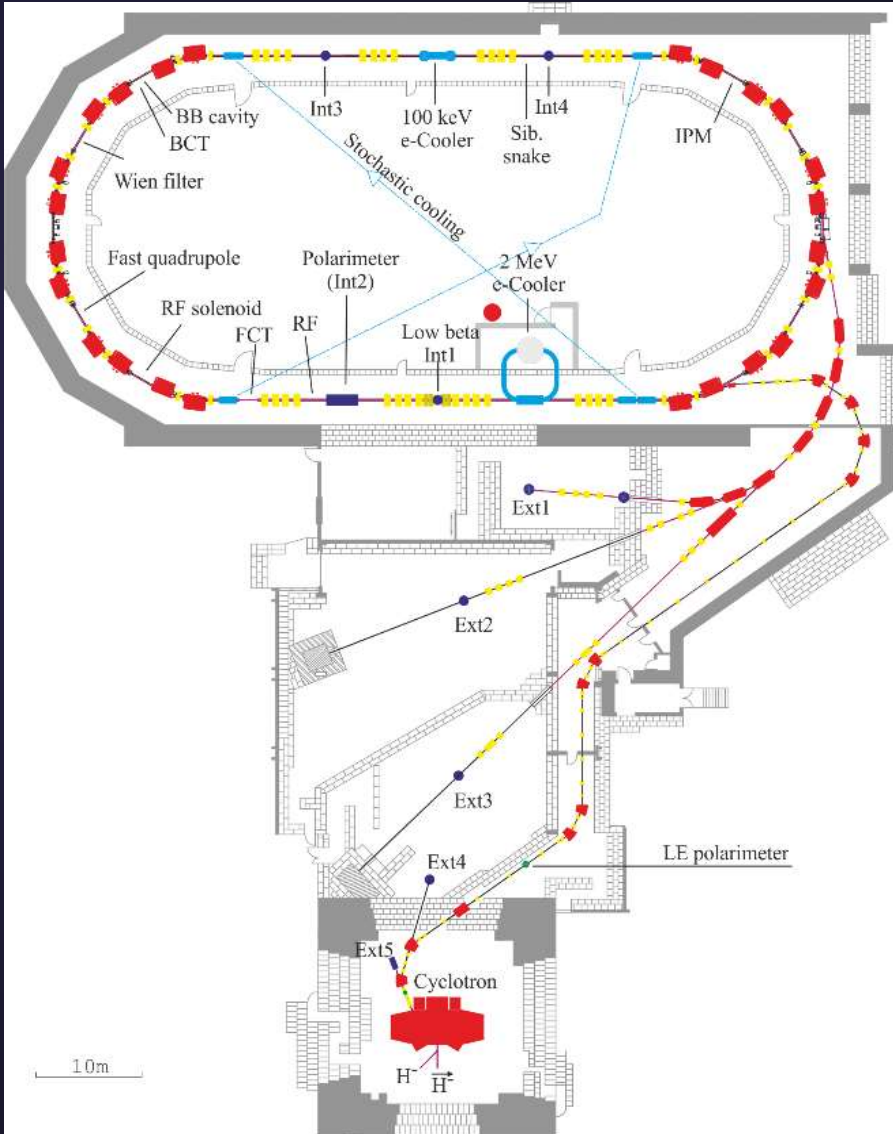 Int3
100 keV
e-Cooler
Sib.
snake
Int4
IPM
BB cavity
BCT
Wien filter
Stochastic cooling
Fast quadrupole
RF solenoid
FCT
RF
Polarimeter
(Int2)
Low beta
Int1
2 MeV
e-Cooler
Ext1
Ext2
Ext3
Ext4
LE polarimeter
Ext5
Cyclotron
H⁻
H⁻
10m